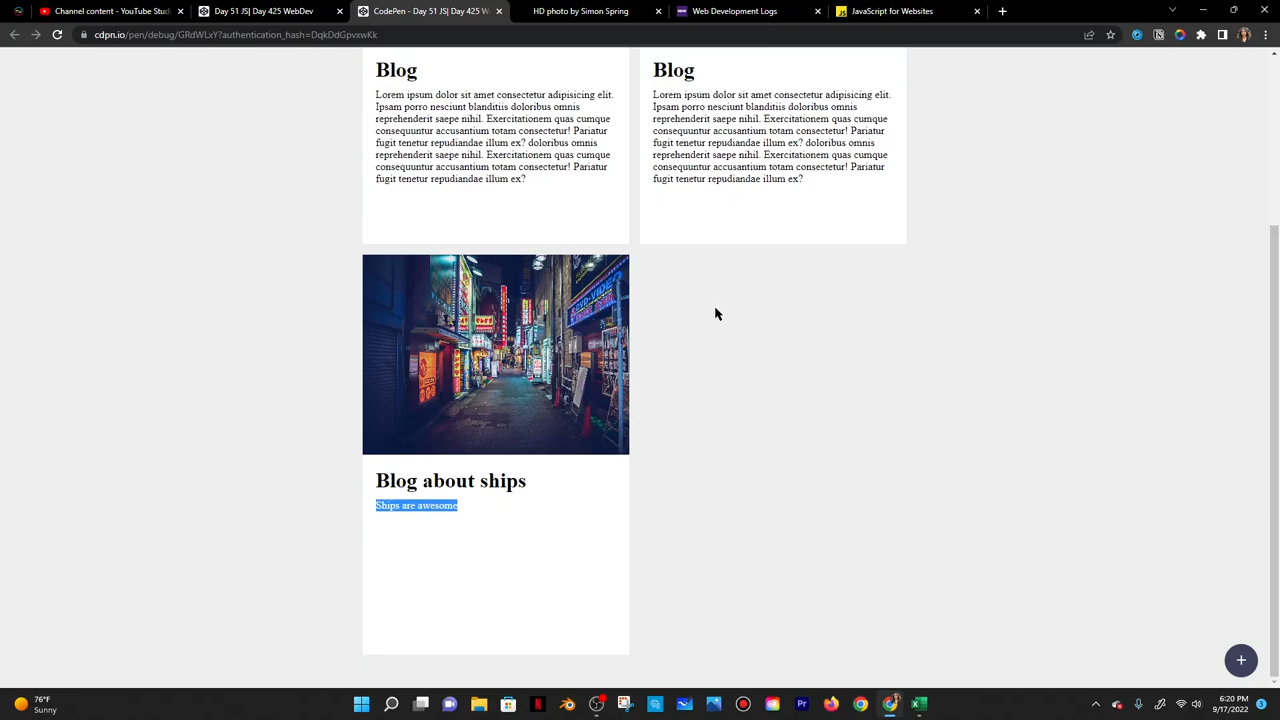 Channel content - YouTube Studi
Day 51 JS| Day 425 WebDev
CodePen - Day 51 JS| Day 425 W
HD photo by Simon Spring
Web Development Logs
JavaScript for Websites
cdpn.io/pen/debug/GRdWLxY?authentication_hash=DqkDdGpvxwKk
Blog
Lorem ipsum dolor sit amet consectetur adipisicing elit.
Ipsam porro nesciunt blanditiis doloribus omnis
reprehenderit saepe nihil. Exercitationem quas cumque
consequuntur accusantium totam consectetur! Pariatur
fugit tenetur repudiandae illum ex? doloribus omnis
reprehenderit saepe nihil. Exercitationem quas cumque
consequuntur accusantium totam consectetur! Pariatur
fugit tenetur repudiandae illum ex?
Blog
Lorem ipsum dolor sit amet consectetur adipisicing elit.
Ipsam porro nesciunt blanditiis doloribus omnis
reprehenderit saepe nihil. Exercitationem quas cumque
consequuntur accusantium totam consectetur! Pariatur
fugit tenetur repudiandae illum ex? doloribus omnis
reprehenderit saepe nihil. Exercitationem quas cumque
consequuntur accusantium totam consectetur! Pariatur
fugit tenetur repudiandae illum ex?
Blog about ships
Ships are awesome
+
76°F
Sunny
6:20 PM
9/17/2022